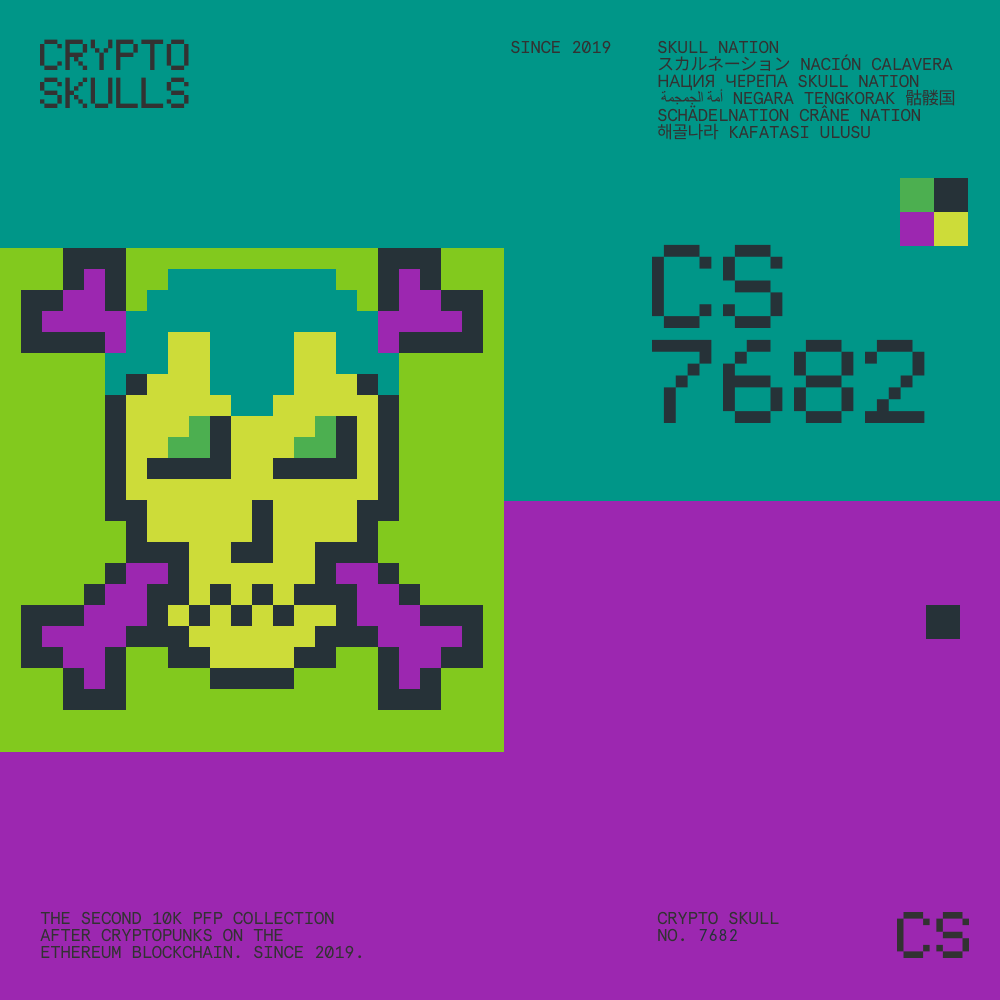 CRYPTO
SKULLS
SINCE 2019
SKULL NATION
スカルネーション NACIÓN CALAVERA
НАЦИЯ ЧЕРЕПА SKULL NATION
أمة الجمجمة NEGARA TENGKORAK 骷髅国
SCHÄDELNATION CRÂNE NATION
해골나라 KAFATASI ULUSU
CS
7682
THE SECOND 10K PFP COLLECTION
AFTER CRYPTOPUNKS ON THE
ETHEREUM BLOCKCHAIN. SINCE 2019.
CRYPTO SKULL
NO. 7682
CS